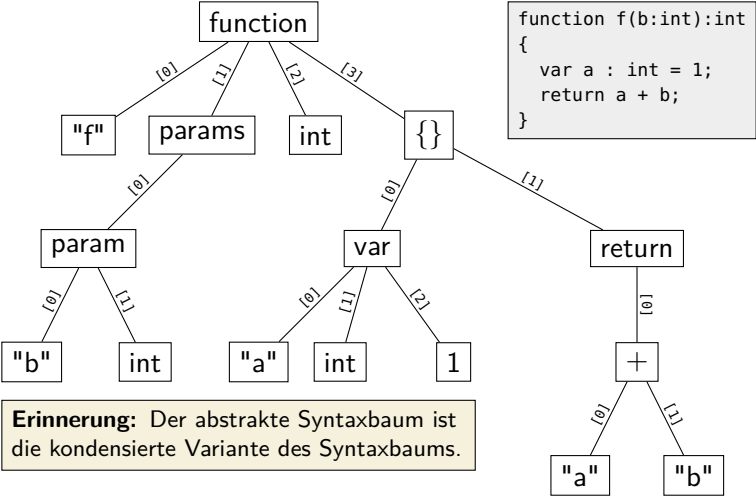 function
function f(b:int):int
{
  var a : int = 1;
  return a + b;
}
[0] [1] [2] [3]
"f" params int {}
[0] [0] [1]
param var return
[0] [1] [0] [1] [2] [0]
"b" int "a" int 1 +
Erinnerung: Der abstrakte Syntaxbaum ist
die kondensierte Variante des Syntaxbaums.
[0] [1]
"a" "b"